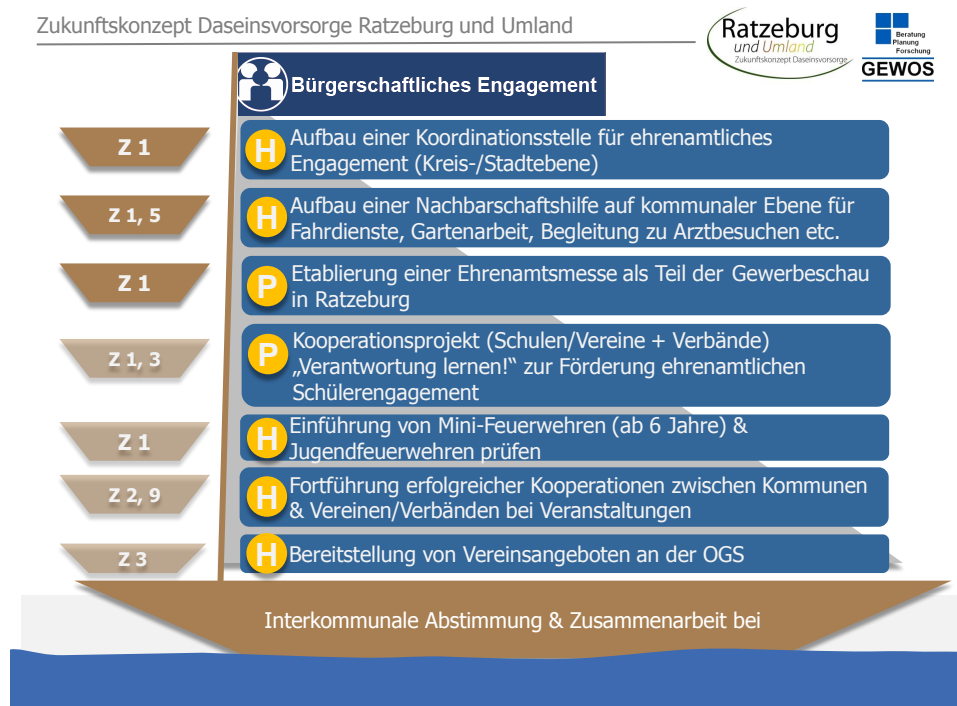 Zukunftskonzept Daseinsvorsorge Ratzeburg und Umland
Ratzeburg
und Umland
Zukunftskonzept Daseinsvorsorge
Beratung
Planung
Forschung
GEWOS
Bürgerschaftliches Engagement
Z 1
H
Aufbau einer Koordinationsstelle für ehrenamtliches
Engagement (Kreis-/Stadtebene)
Z 1, 5
H
Aufbau einer Nachbarschaftshilfe auf kommunaler Ebene für
Fahrdienste, Gartenarbeit, Begleitung zu Arztbesuchen etc.
Z 1
P
Etablierung einer Ehrenamtsmesse als Teil der Gewerbeschau
in Ratzeburg
Z 1, 3
P
Kooperationsprojekt (Schulen/Vereine + Verbände)
„Verantwortung lernen!“ zur Förderung ehrenamtlichen
Schülerengagement
Z 1
H
Einführung von Mini-Feuerwehren (ab 6 Jahre) &
Jugendfeuerwehren prüfen
Z 2, 9
H
Fortführung erfolgreicher Kooperationen zwischen Kommunen
& Vereinen/Verbänden bei Veranstaltungen
Z 3
H
Bereitstellung von Vereinsangeboten an der OGS
Interkommunale Abstimmung & Zusammenarbeit bei